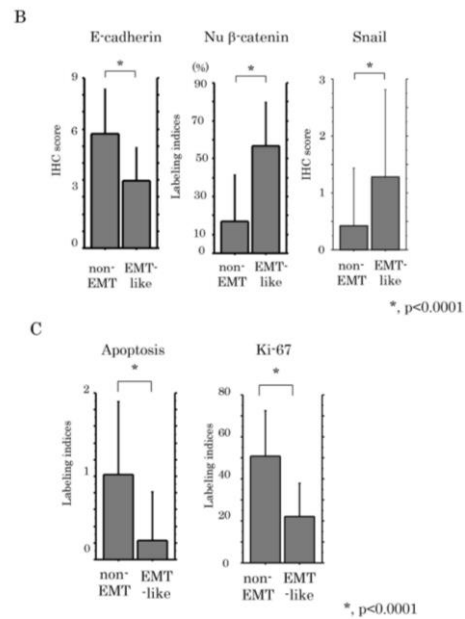 B
E-cadherin Nu β-catenin Snail
(%)
* * *
IHC score
9
6
3
0
Labeling indices
90
70
50
30
10
0
IHC score
3
2
1
0
non- EMT- non- EMT- non- EMT-
EMT like EMT like EMT like
*, p<0.0001
C
Apoptosis Ki-67
* *
Labeling indices
2
1
0
Labeling indices
80
60
40
20
0
non- EMT non- EMT
EMT -like EMT -like
*, p<0.0001